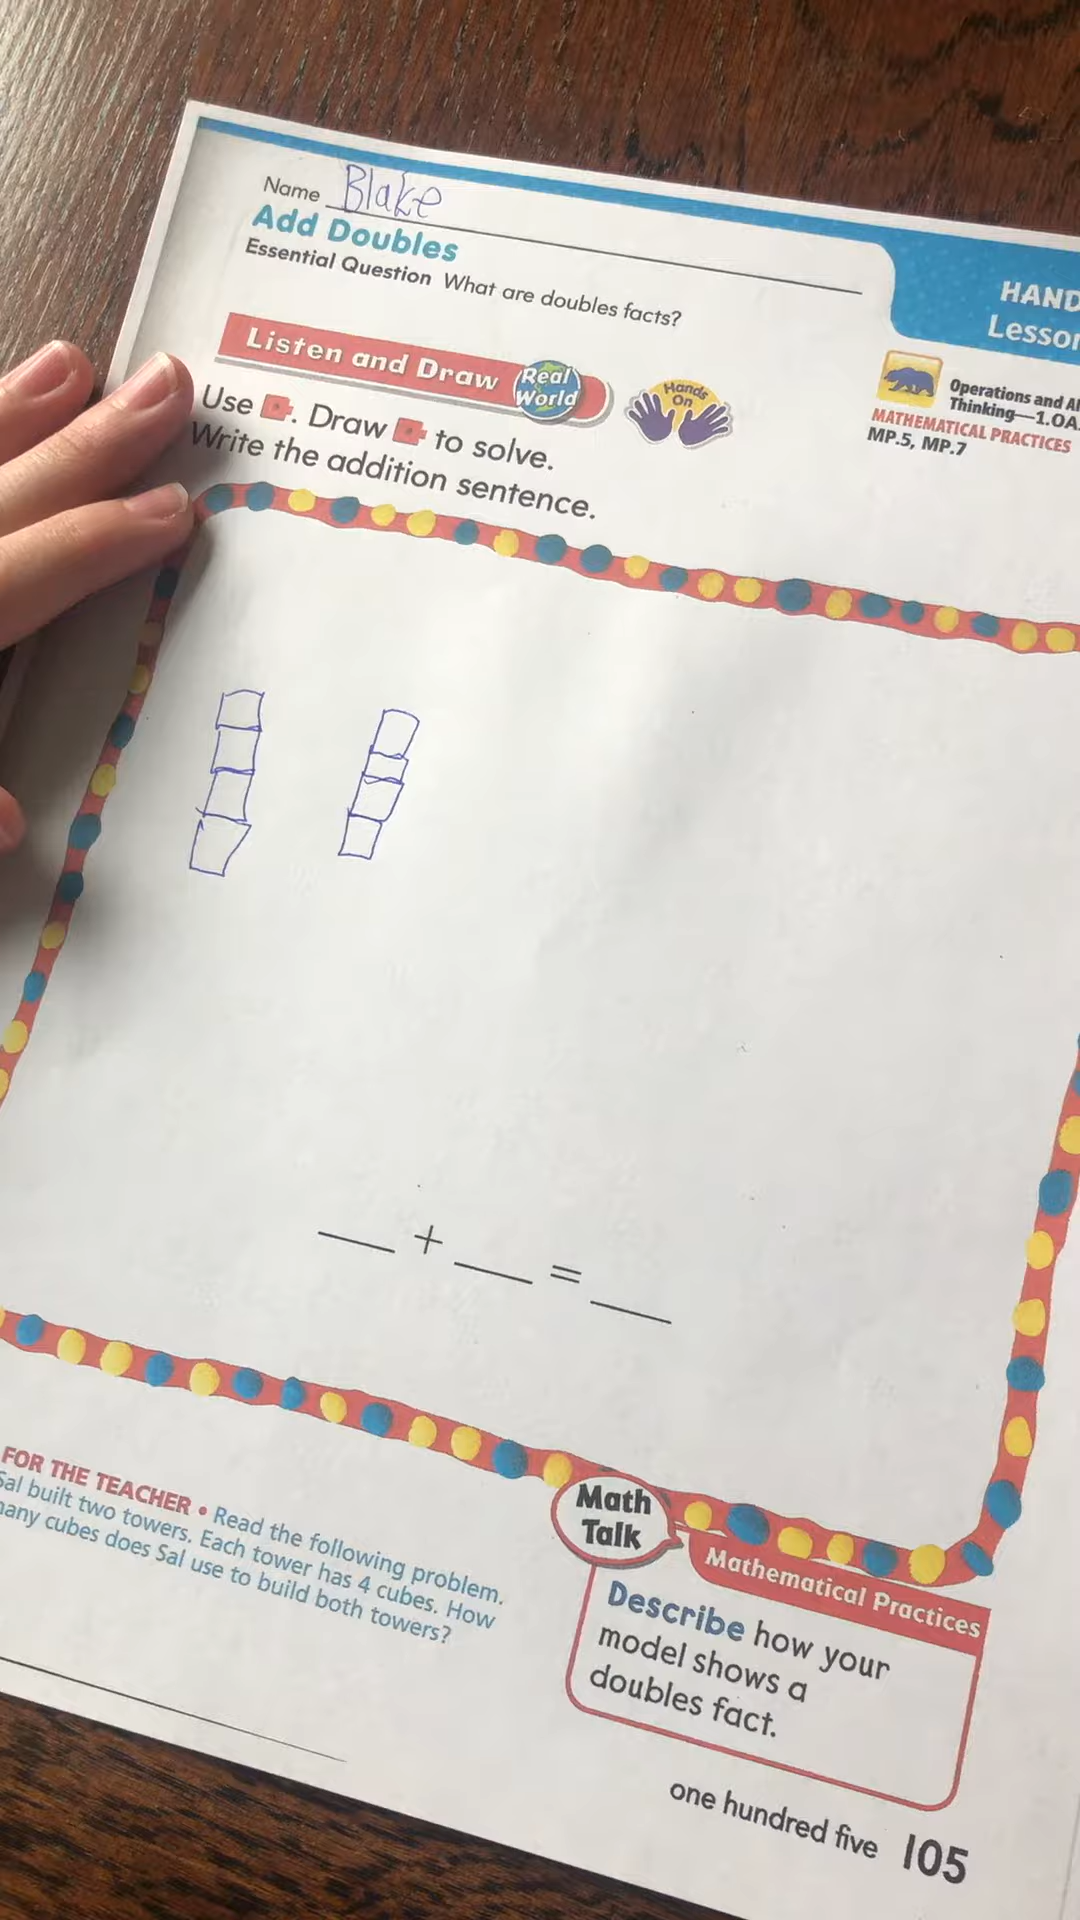 Name Blake
Add Doubles
Essential Question What are doubles facts?
HAND
Lesson
Listen and Draw Real World
Hands On
Operations and Al
Thinking—1.OA.
MATHEMATICAL PRACTICES
MP.5, MP.7
Use . Draw to solve.
Write the addition sentence.
+ =
FOR THE TEACHER • Read the following problem.
Sal built two towers. Each tower has 4 cubes. How
many cubes does Sal use to build both towers?
Math
Talk
Mathematical Practices
Describe how your
model shows a
doubles fact.
one hundred five 105